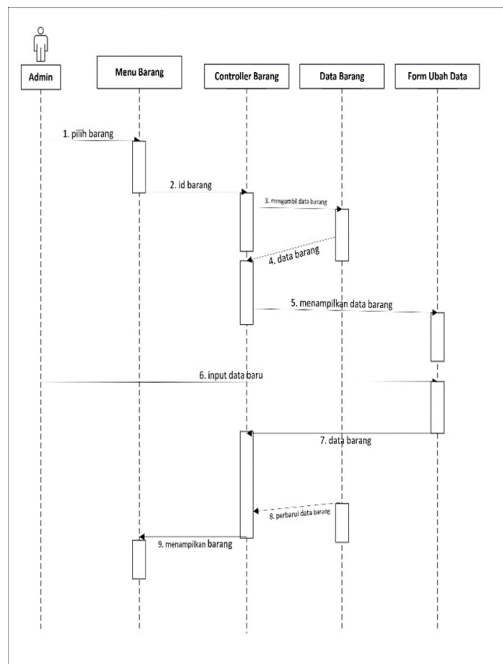 Admin
Menu Barang
Controller Barang
Data Barang
Form Ubah Data
1. pilih barang
2. id barang
3. mengambil data barang
4. data barang
5. menampilkan data barang
6. input data baru
7. data barang
8. perbarui data barang
9. menampilkan barang